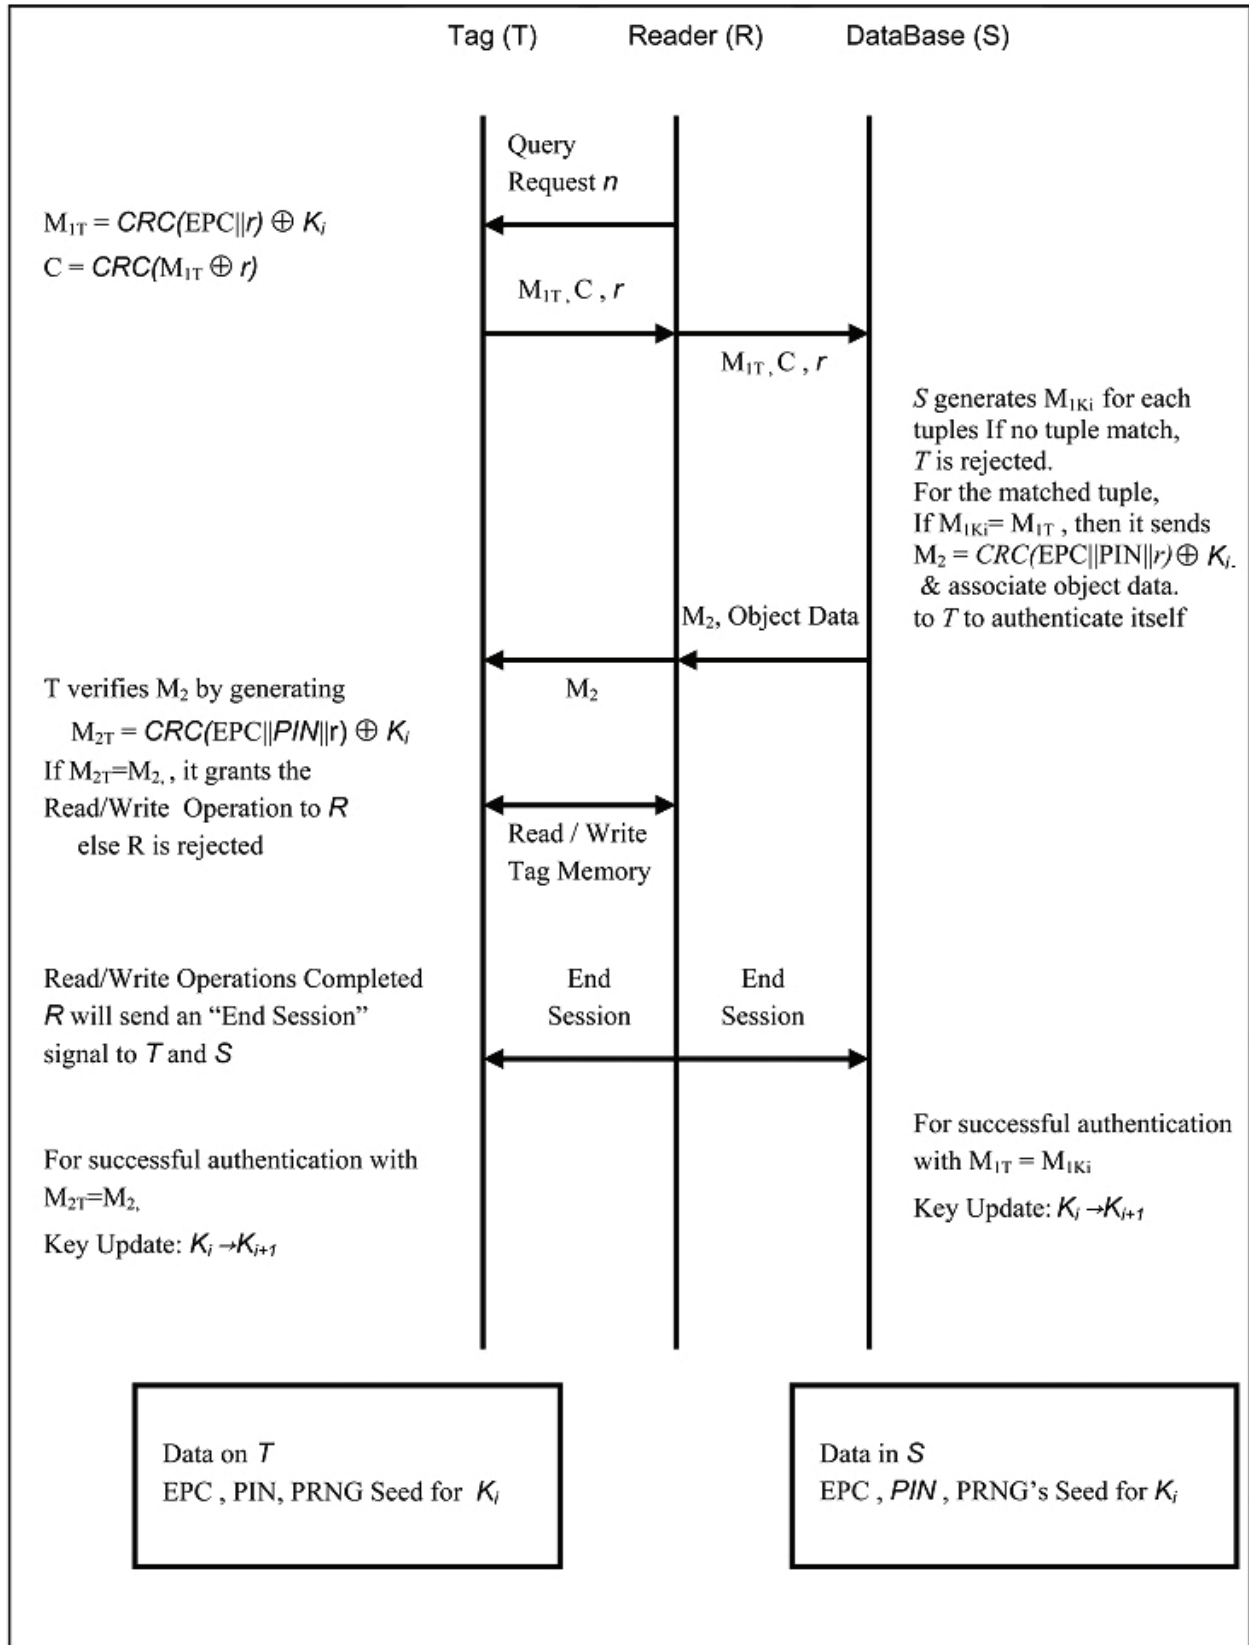 Tag (T) Reader (R) DataBase (S)
Query
Request n
M1T = CRC(EPC||r) ⊕ Ki
C = CRC(M1T ⊕ r)
M1T, C , r
M1T, C , r
S generates M1Ki for each
tuples If no tuple match,
T is rejected.
For the matched tuple,
If M1Ki= M1T , then it sends
M2 = CRC(EPC||PIN||r)⊕ Ki.
& associate object data.
to T to authenticate itself
M2, Object Data
M2
T verifies M2 by generating
M2T = CRC(EPC||PIN||r) ⊕ Ki
If M2T=M2, , it grants the
Read/Write Operation to R
else R is rejected
Read / Write
Tag Memory
Read/Write Operations Completed
R will send an “End Session”
signal to T and S
End
Session
End
Session
For successful authentication with
M2T=M2,
Key Update: Ki →Ki+1
For successful authentication
with M1T = M1Ki
Key Update: Ki →Ki+1
Data on T
EPC , PIN, PRNG Seed for Ki
Data in S
EPC , PIN , PRNG’s Seed for Ki